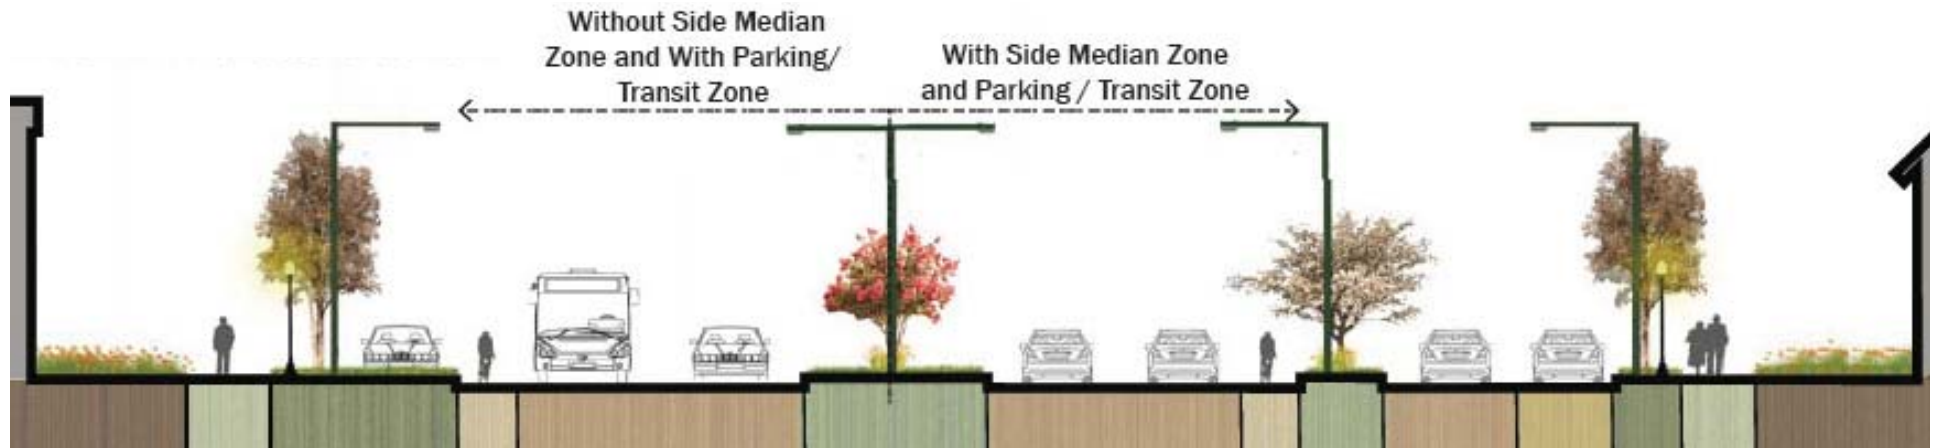 Without Side Median
Zone and With Parking/
Transit Zone
With Side Median Zone
and Parking / Transit Zone